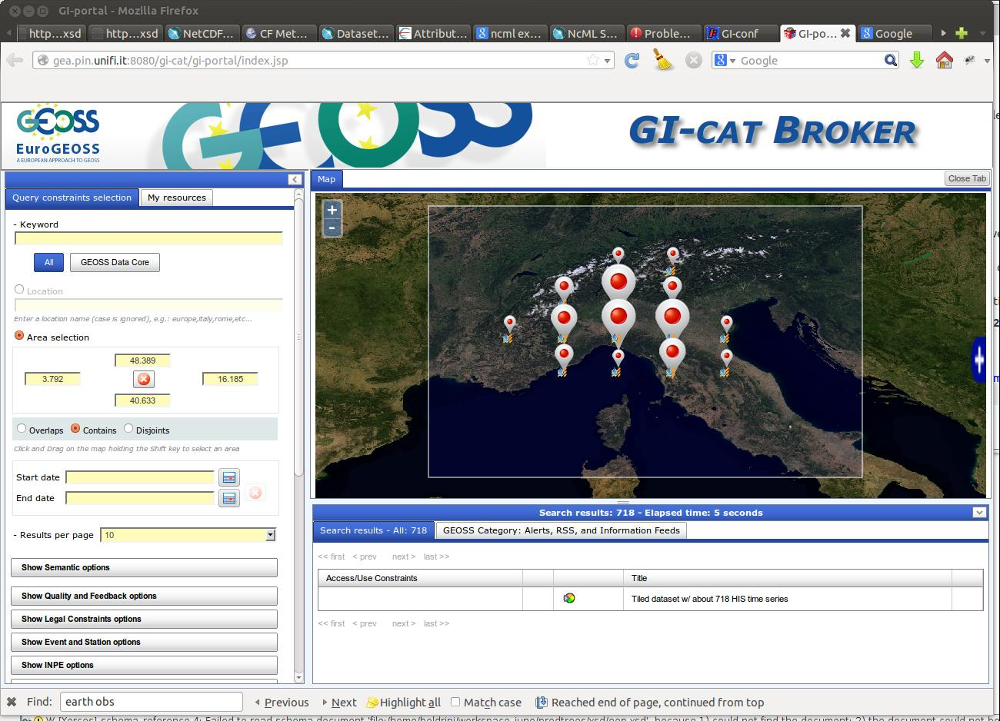 GI-portal - Mozilla Firefox
http...xsd
http...xsd
NetCDF...
CF Met...
Dataset...
Attribut...
ncml ex...
NcML S...
Proble...
GI-conf
GI-po...
Google
gea.pin.unifi.it:8080/gi-cat/gi-portal/index.jsp
Google
GEOSS
EuroGEOSS
A EUROPEAN APPROACH TO GEOSS
GEOSS
GI-CAT BROKER
Query constraints selection
My resources
- Keyword
All
GEOSS Data Core
Location
Enter a location name (case is ignored), e.g.: europe,italy,rome,etc...
Area selection
48.389
3.792
16.185
40.633
Overlaps
Contains
Disjoints
Click and Drag on the map holding the Shift key to select an area
Start date
End date
- Results per page
10
Show Semantic options
Show Quality and Feedback options
Show Legal Constraints options
Show Event and Station options
Show INPE options
Map
Close Tab
+
-
Search results: 718 - Elapsed time: 5 seconds
Search results - All: 718
GEOSS Category: Alerts, RSS, and Information Feeds
<< first < prev next > last >>
Access/Use Constraints
Title
Tiled dataset w/ about 718 HIS time series
<< first < prev next > last >>
Find:
earth obs
Previous
Next
Highlight all
Match case
Reached end of page, continued from top